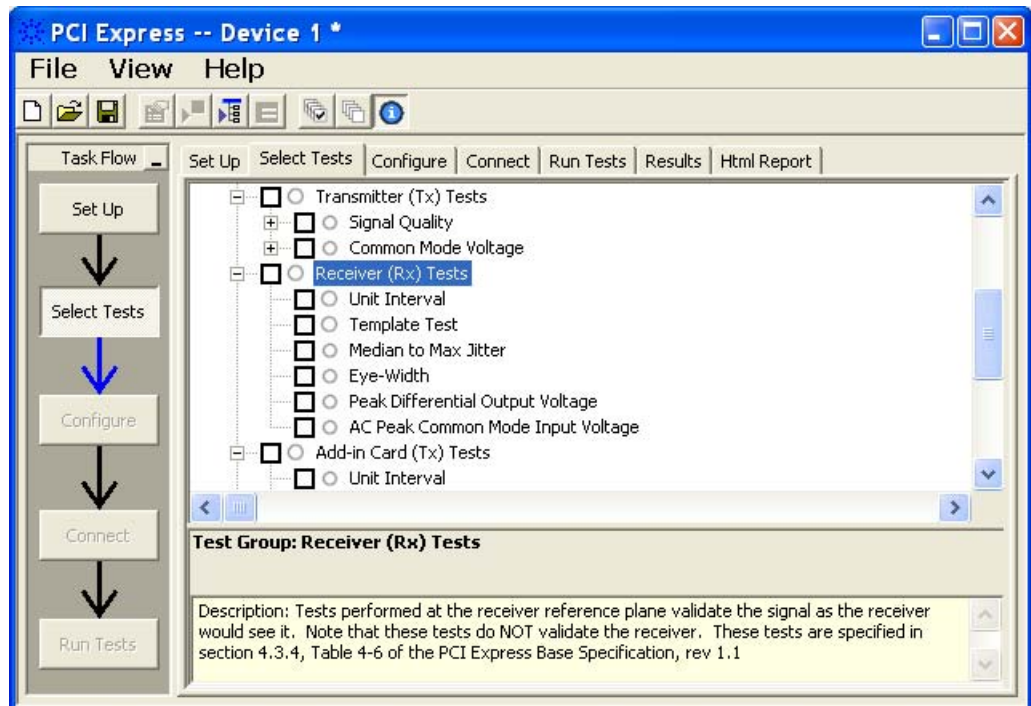 PCI Express -- Device 1 *
File View Help
Task Flow
Set Up
Select Tests
Configure
Connect
Run Tests
Set Up Select Tests Configure Connect Run Tests Results Html Report
Transmitter (Tx) Tests
Signal Quality
Common Mode Voltage
Receiver (Rx) Tests
Unit Interval
Template Test
Median to Max Jitter
Eye-Width
Peak Differential Output Voltage
AC Peak Common Mode Input Voltage
Add-in Card (Tx) Tests
Unit Interval
Test Group: Receiver (Rx) Tests
Description: Tests performed at the receiver reference plane validate the signal as the receiver
would see it. Note that these tests do NOT validate the receiver. These tests are specified in
section 4.3.4, Table 4-6 of the PCI Express Base Specification, rev 1.1